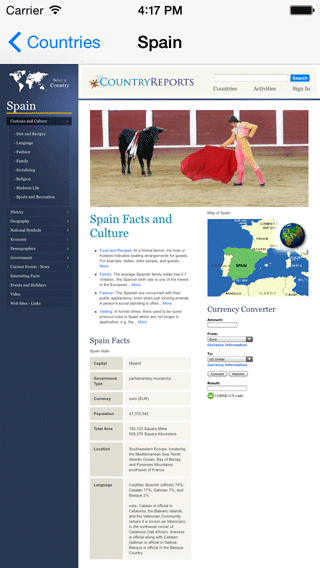 Carrier 4:17 PM
Countries Spain
Select a
Country
COUNTRYREPORTS
Search
Countries Activities Sign In
Spain
Customs and Culture
- Diet and Recipes
- Language
- Fashion
- Family
- Socializing
- Religion
- Modern Life
- Sports and Recreation
History
Geography
National Symbols
Economy
Demographics
Government
Current Events - News
Interesting Facts
Events and Holidays
Video
Web Sites - Links
Spain Facts and
Culture
Food and Recipes: At a formal dinner, the host or
hostess indicates seating arrangements for guests.
For example, ladies, older people, and guests...
More
Family: The average Spanish family today has 0.7
children., the Spanish birth rate is one of the lowest
in the European... More
Fashion: The Spanish are concerned with their
public appearance, even when just running errands.
A person's social standing is often... More
Visiting: In former times, there used to be some
protocol rules in Spain which are not longer in
application: e.g. the... More
Spain Facts
Spain stats
Capital Madrid
Government
Type parliamentary monarchy
Currency euro (EUR)
Population
Total Area Square Miles
Square Kilometers
Location Southwestern Europe, bordering
the Mediterranean Sea, North
Atlantic Ocean, Bay of Biscay,
and Pyrenees Mountains;
southwest of France
Language Castilian Spanish (official) 74%,
Catalan 17%, Galician 7%, and
Basque 2%
note: Catalan is official in
Catalonia, the Balearic Islands,
and the Valencian Community
(where it is known as Valencian);
in the northwest corner of
Catalonia (Vall d'Aran), Aranese
is official along with Catalan;
Galician is official in Galicia;
Basque is official in the Basque
Country
Map of Spain
SPAIN
Currency Converter
Amount:
From:
Euro
Currency Information
To:
US Dollar
Currency Information
Convert
Result: